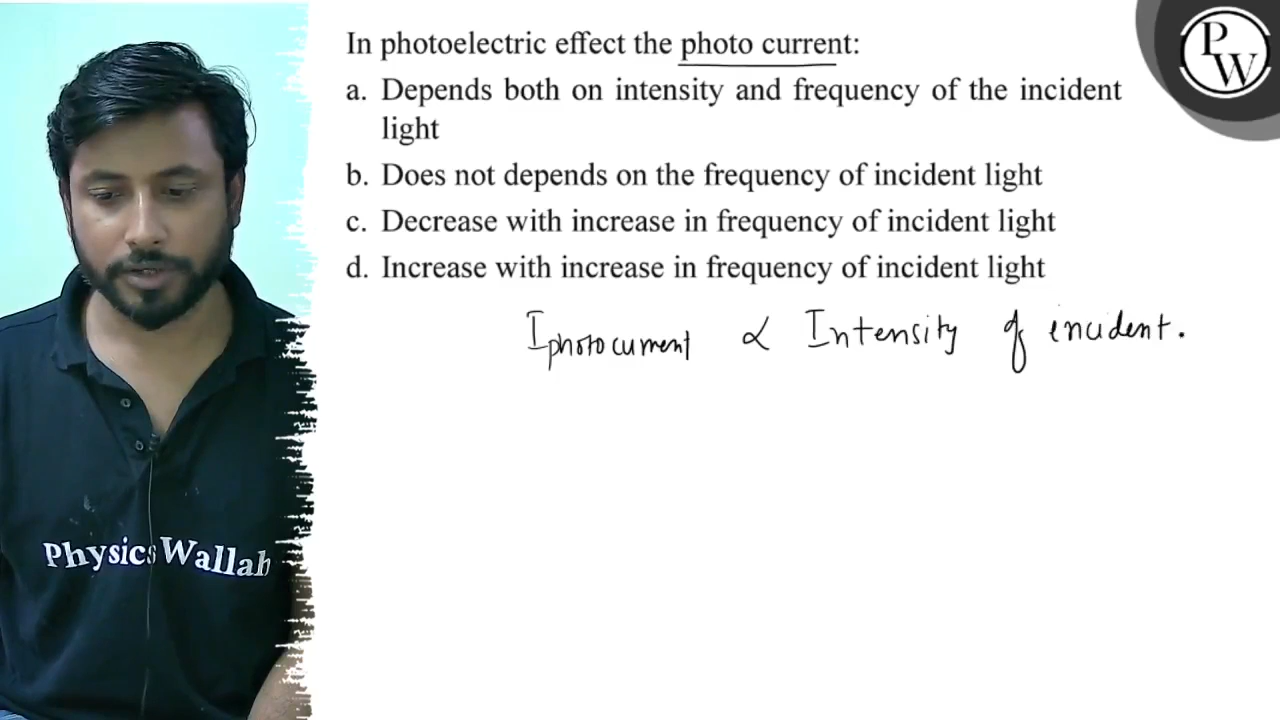 In photoelectric effect the photo current:
a. Depends both on intensity and frequency of the incident
light
b. Does not depends on the frequency of incident light
c. Decrease with increase in frequency of incident light
d. Increase with increase in frequency of incident light
I photocurrent ∝ Intensity of incident.
PW
Physics Wallah